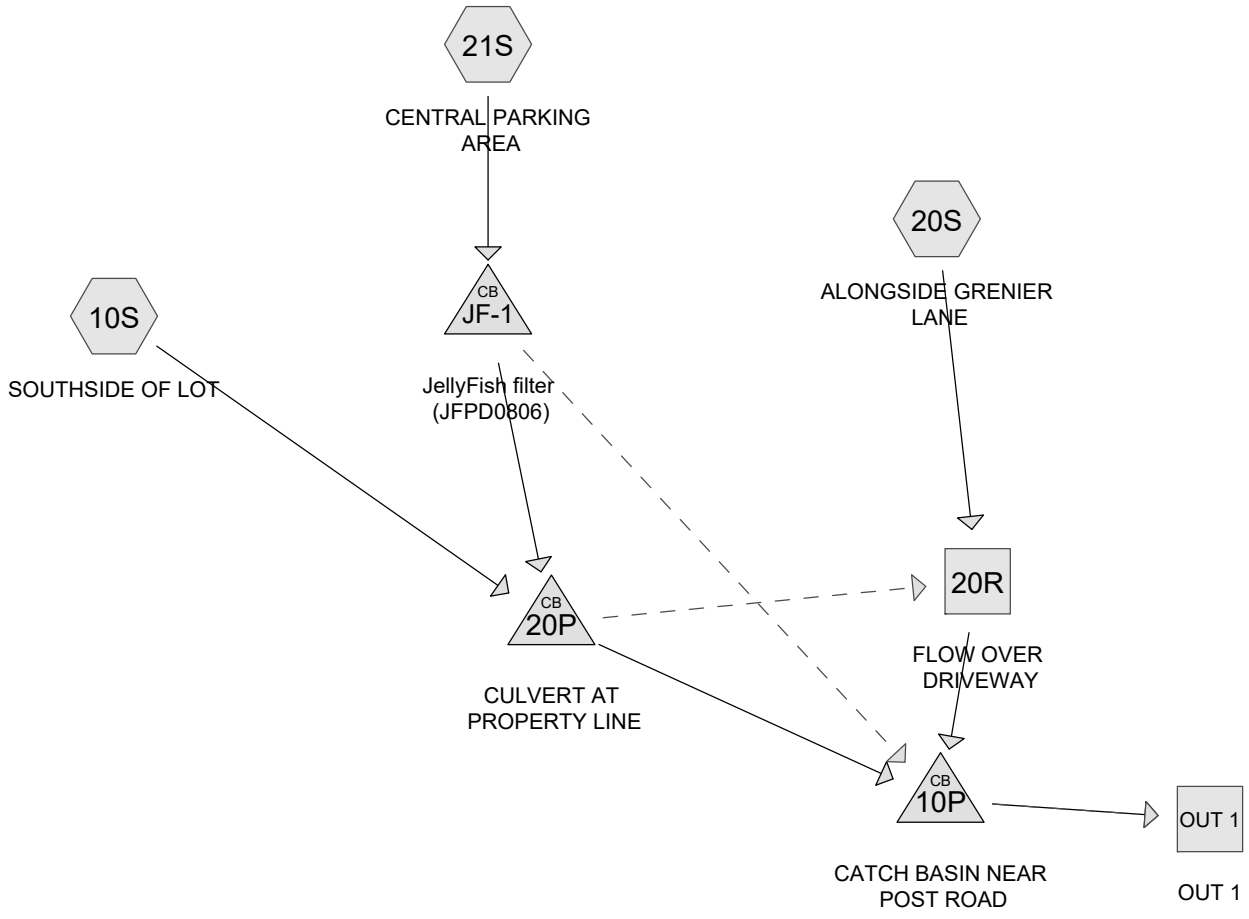 21S
CENTRAL PARKING
AREA
20S
ALONGSIDE GRENIER
LANE
10S
SOUTHSIDE OF LOT
CB
JF-1
JellyFish filter
(JFPD0806)
CB
20P
CULVERT AT
PROPERTY LINE
20R
FLOW OVER
DRIVEWAY
CB
10P
CATCH BASIN NEAR
POST ROAD
OUT 1
OUT 1